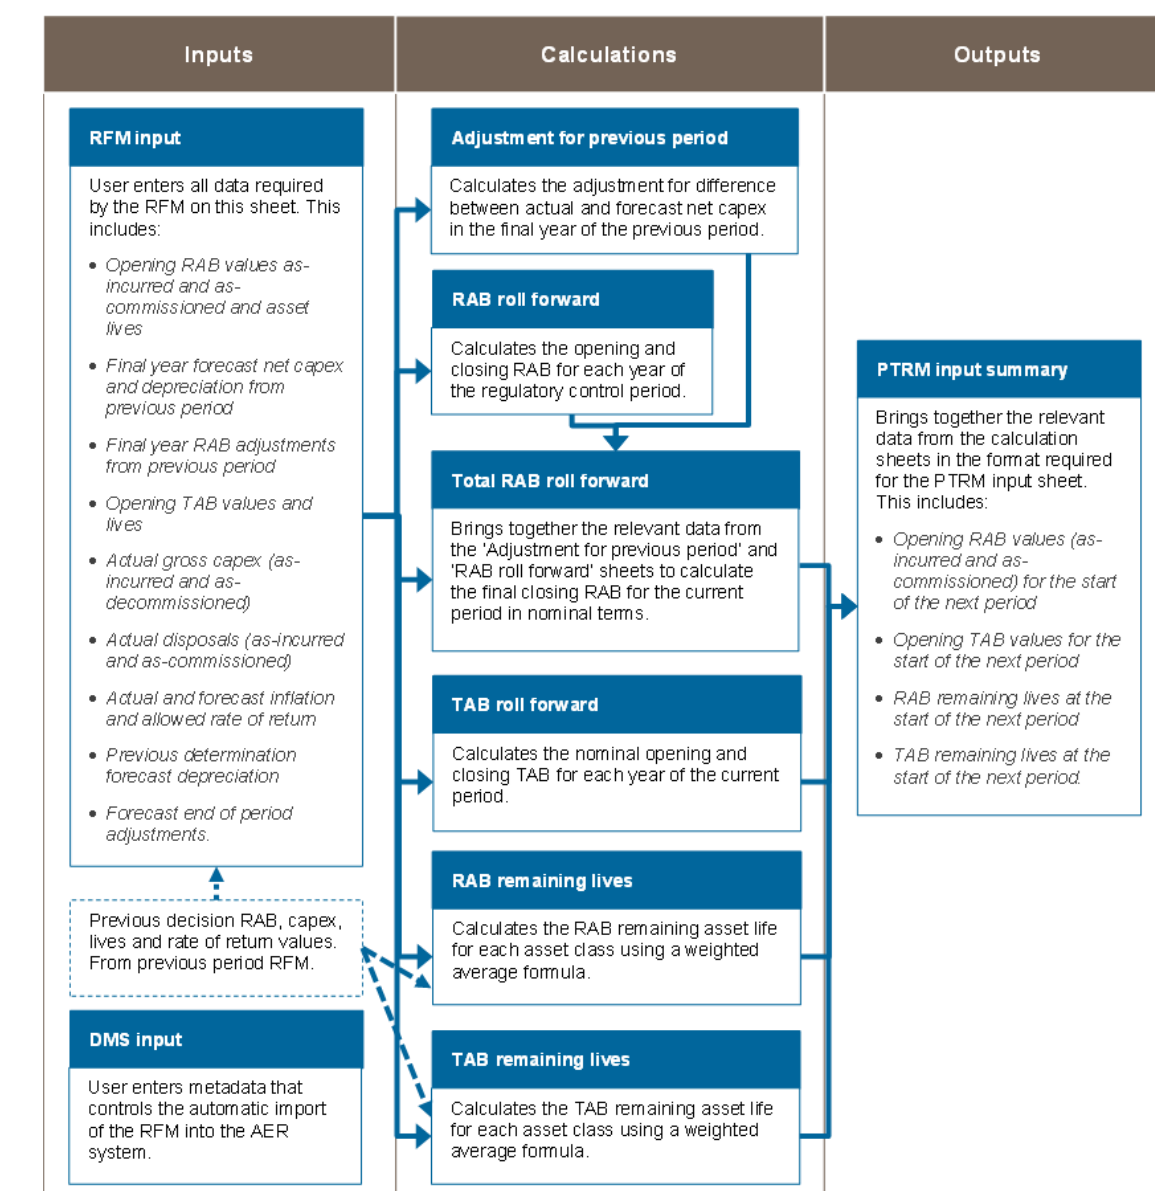 Inputs
Calculations
Outputs
RFM input
User enters all data required
by the RFM on this sheet. This
includes:
• Opening RAB values as-
incurred and as-
commissioned and asset
lives
• Final year forecast net capex
and depreciation from
previous period
• Final year RAB adjustments
from previous period
• Opening TAB values and
lives
• Actual gross capex (as-
incurred and as-
decommissioned)
• Actual disposals (as-incurred
and as-commissioned)
• Actual and forecast inflation
and allowed rate of return
• Previous determination
forecast depreciation
• Forecast end of period
adjustments.
Previous decision RAB, capex,
lives and rate of return values.
From previous period RFM.
DMS input
User enters metadata that
controls the automatic import
of the RFM into the AER
system.
Adjustment for previous period
Calculates the adjustment for difference
between actual and forecast net capex
in the final year of the previous period.
RAB roll forward
Calculates the opening and
closing RAB for each year of
the regulatory control period.
Total RAB roll forward
Brings together the relevant data from
the 'Adjustment for previous period' and
'RAB roll forward' sheets to calculate
the final closing RAB for the current
period in nominal terms.
TAB roll forward
Calculates the nominal opening and
closing TAB for each year of the current
period.
RAB remaining lives
Calculates the RAB remaining asset life
for each asset class using a weighted
average formula.
TAB remaining lives
Calculates the TAB remaining asset life
for each asset class using a weighted
average formula.
PTRM input summary
Brings together the relevant
data from the calculation
sheets in the format required
for the PTRM input sheet.
This includes:
• Opening RAB values (as-
incurred and as-
commissioned) for the start
of the next period
• Opening TAB values for the
start of the next period
• RAB remaining lives at the
start of the next period
• TAB remaining lives at the
start of the next period.